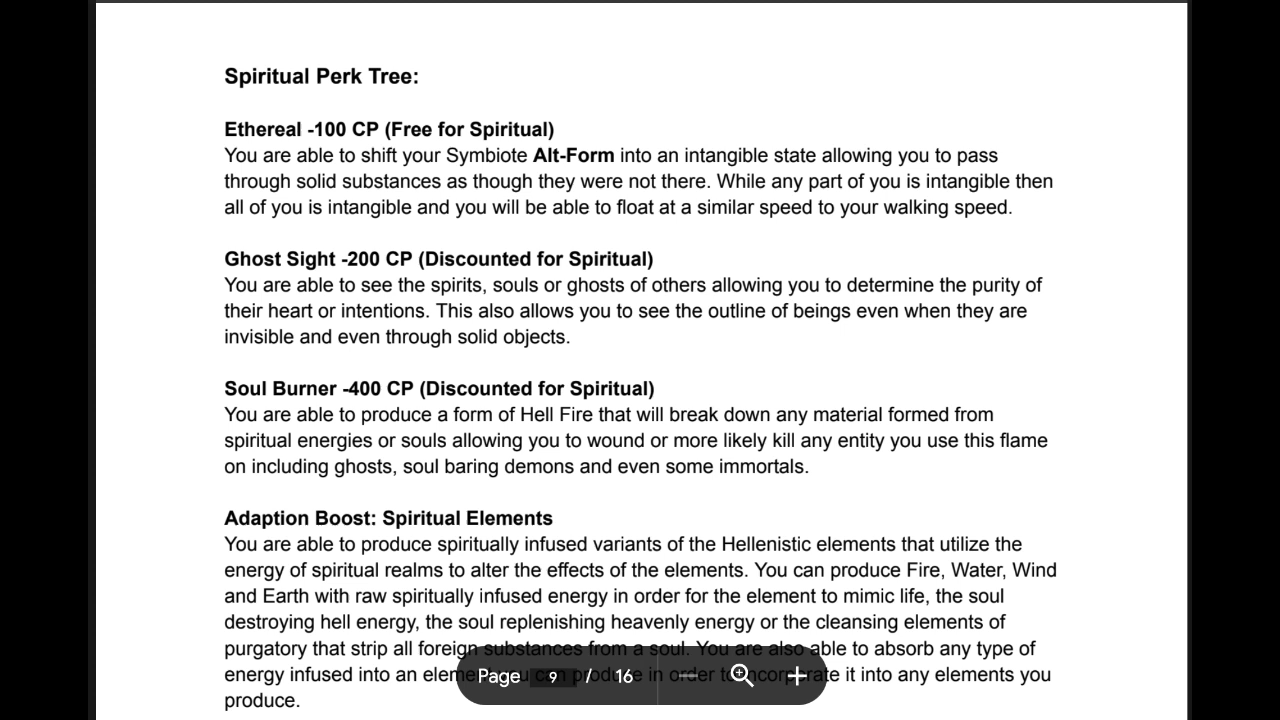 Spiritual Perk Tree:
Ethereal -100 CP (Free for Spiritual)
You are able to shift your Symbiote Alt-Form into an intangible state allowing you to pass
through solid substances as though they were not there. While any part of you is intangible then
all of you is intangible and you will be able to float at a similar speed to your walking speed.
Ghost Sight -200 CP (Discounted for Spiritual)
You are able to see the spirits, souls or ghosts of others allowing you to determine the purity of
their heart or intentions. This also allows you to see the outline of beings even when they are
invisible and even through solid objects.
Soul Burner -400 CP (Discounted for Spiritual)
You are able to produce a form of Hell Fire that will break down any material formed from
spiritual energies or souls allowing you to wound or more likely kill any entity you use this flame
on including ghosts, soul baring demons and even some immortals.
Adaption Boost: Spiritual Elements
You are able to produce spiritually infused variants of the Hellenistic elements that utilize the
energy of spiritual realms to alter the effects of the elements. You can produce Fire, Water, Wind
and Earth with raw spiritually infused energy in order for the element to mimic life, the soul
destroying hell energy, the soul replenishing heavenly energy or the cleansing elements of
purgatory that strip all foreign substances from a soul. You are also able to absorb any type of
energy infused into an element you can produce in order to incorporate it into any elements you
produce.
Page 9 / 16